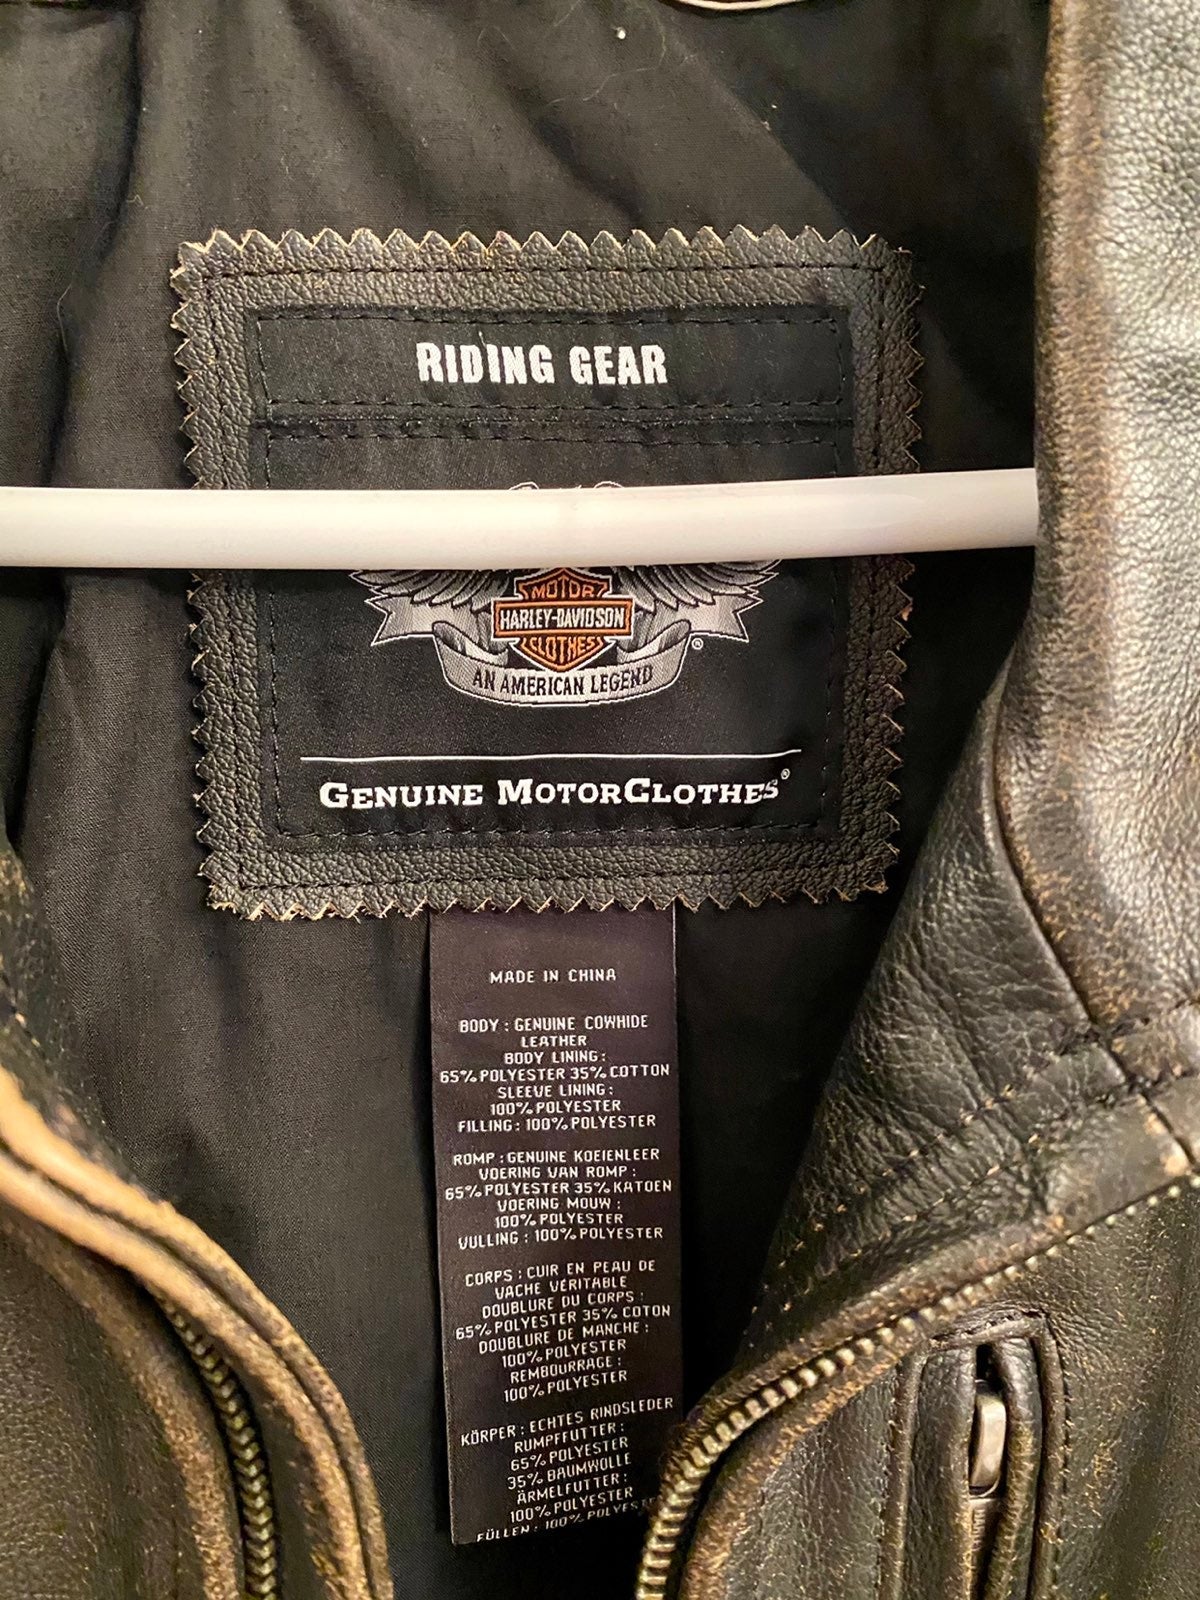 RIDING GEAR
MOTOR
HARLEY-DAVIDSON
CLOTHES
®
AN AMERICAN LEGEND
GENUINE MOTORCLOTHES®
MADE IN CHINA
BODY : GENUINE COWHIDE
LEATHER
BODY LINING :
65% POLYESTER 35% COTTON
SLEEVE LINING :
100% POLYESTER
FILLING : 100% POLYESTER
ROMP : GENUINE KOEIENLEER
VOERING VAN ROMP :
65% POLYESTER 35% KATOEN
VOERING MOUW :
100% POLYESTER
VULLING : 100% POLYESTER
CORPS : CUIR EN PEAU DE
VACHE VÉRITABLE
DOUBLURE DU CORPS :
65% POLYESTER 35% COTON
DOUBLURE DE MANCHE :
100% POLYESTER
REMBOURRAGE :
100% POLYESTER
KÖRPER : ECHTES RINDSLEDER
RUMPFFUTTER :
65% POLYESTER
35% BAUMWOLLE
ÄRMELFUTTER :
100% POLYESTER
FÜLLEN : 100% POLYEST